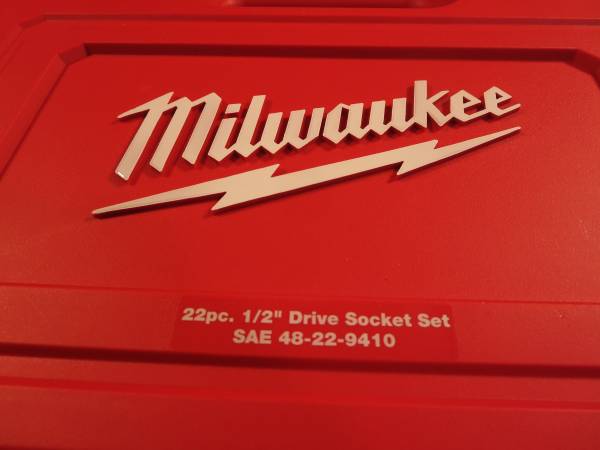 Milwaukee
22pc. 1/2" Drive Socket Set
SAE 48-22-9410